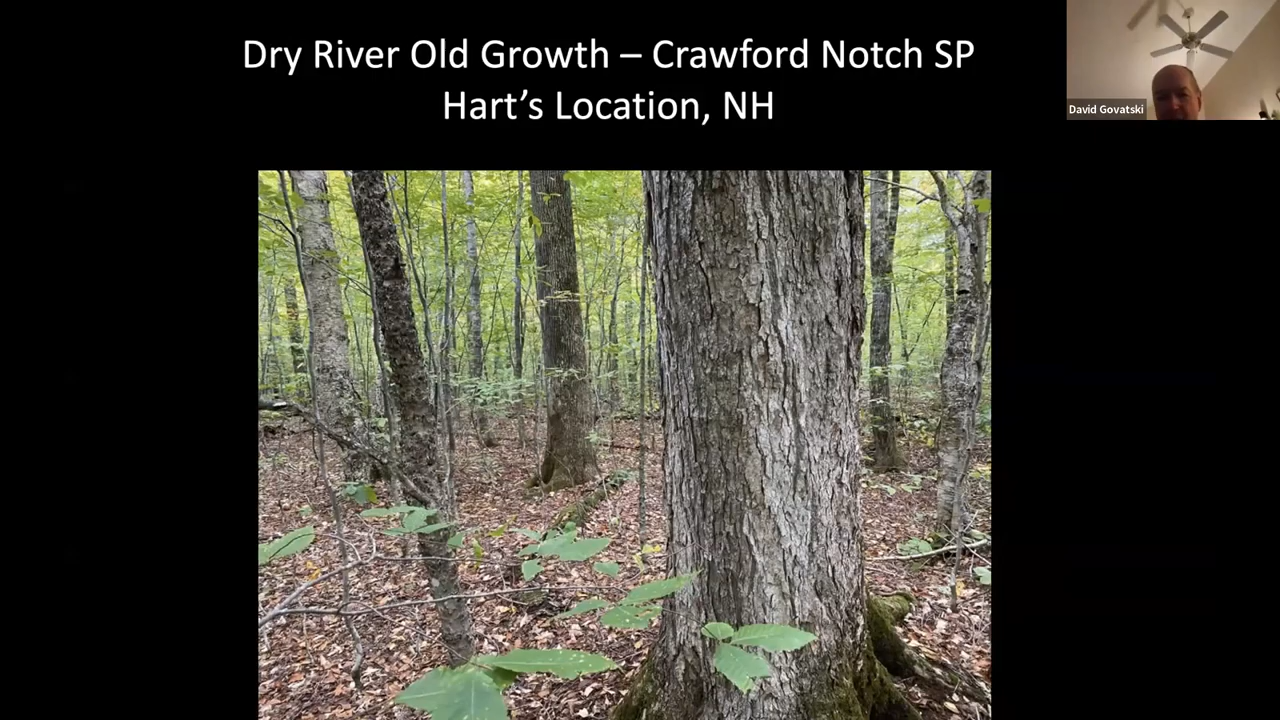 Dry River Old Growth – Crawford Notch SP
Hart's Location, NH
David Govatski